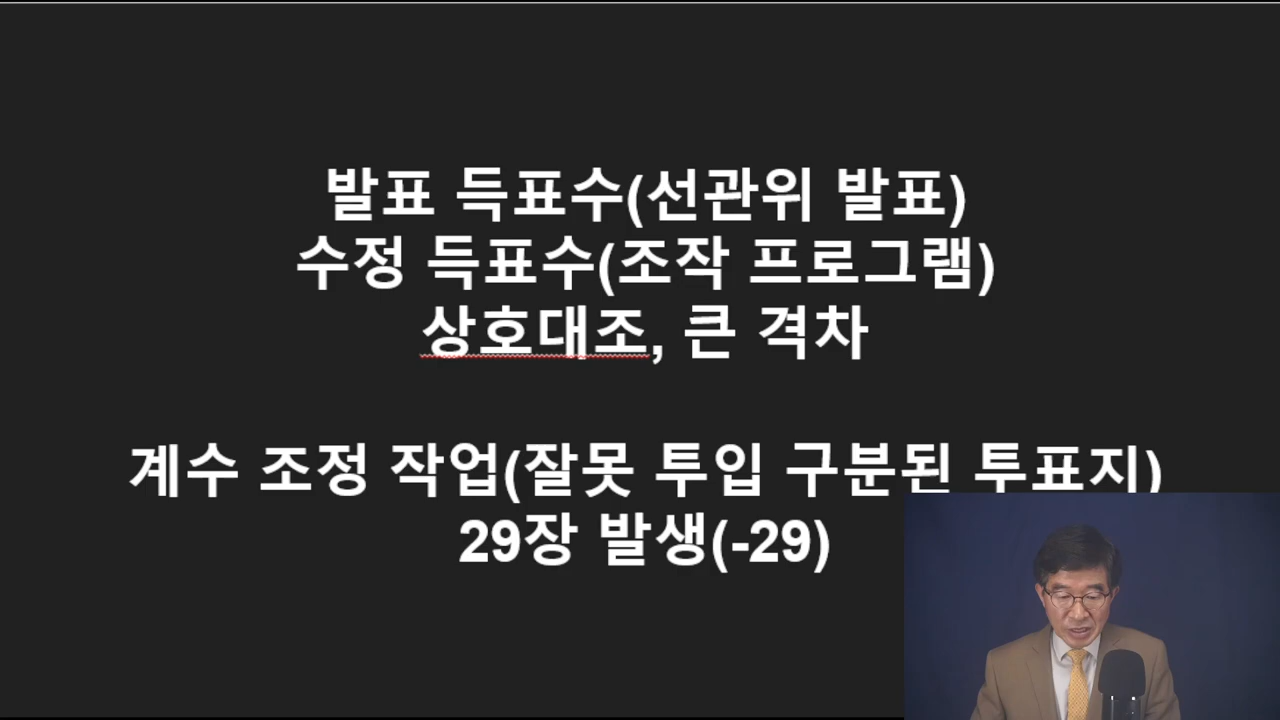 발표 득표수(선관위 발표)
수정 득표수(조작 프로그램)
상호대조, 큰 격차
계수 조정 작업(잘못 투입 구분된 투표지)
29장 발생(-29)